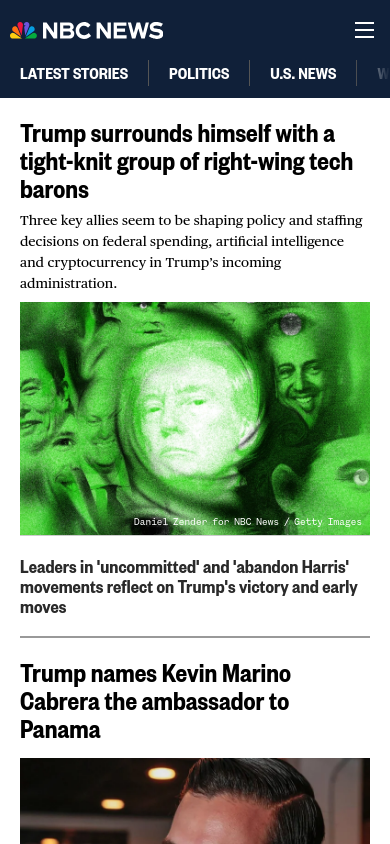 NBC NEWS
LATEST STORIES
POLITICS
U.S. NEWS
Trump surrounds himself with a
tight-knit group of right-wing tech
barons
Three key allies seem to be shaping policy and staffing
decisions on federal spending, artificial intelligence
and cryptocurrency in Trump’s incoming
administration.
Daniel Zender for NBC News / Getty Images
Leaders in 'uncommitted' and 'abandon Harris'
movements reflect on Trump's victory and early
moves
Trump names Kevin Marino
Cabrera the ambassador to
Panama